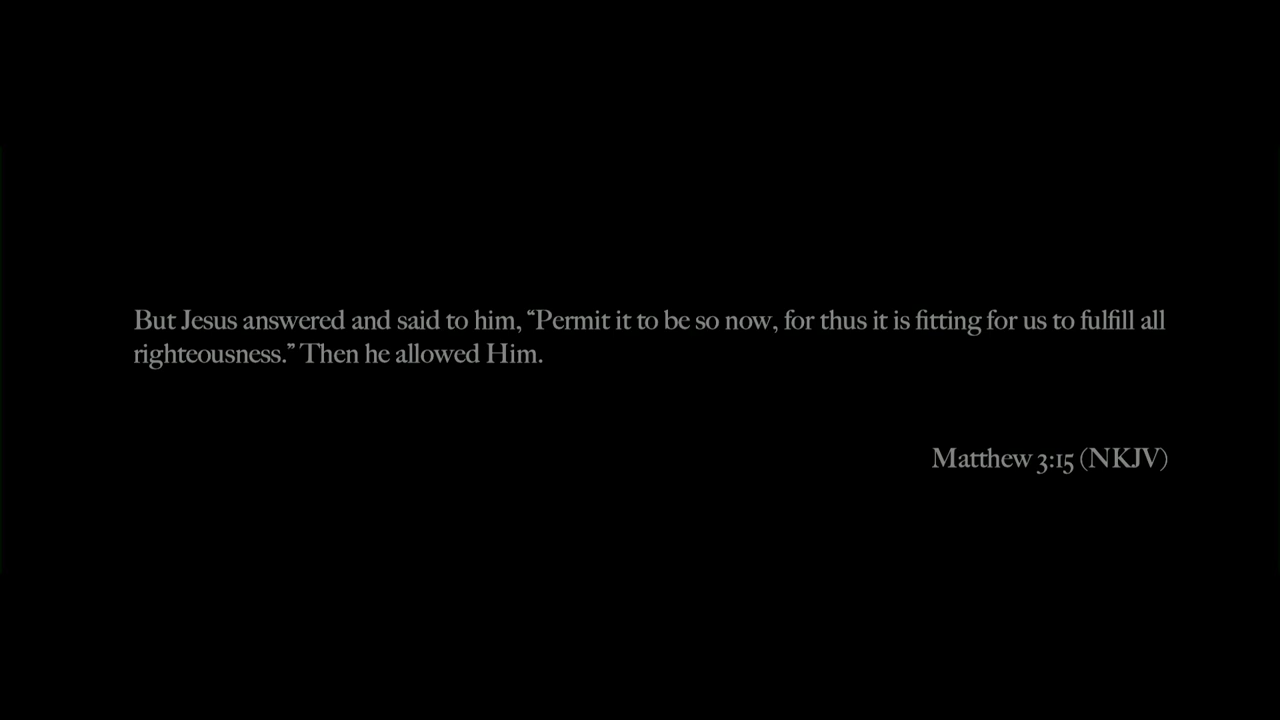 But Jesus answered and said to him, “Permit it to be so now, for thus it is fitting for us to fulfill all
righteousness.” Then he allowed Him.
Matthew 3:15 (NKJV)